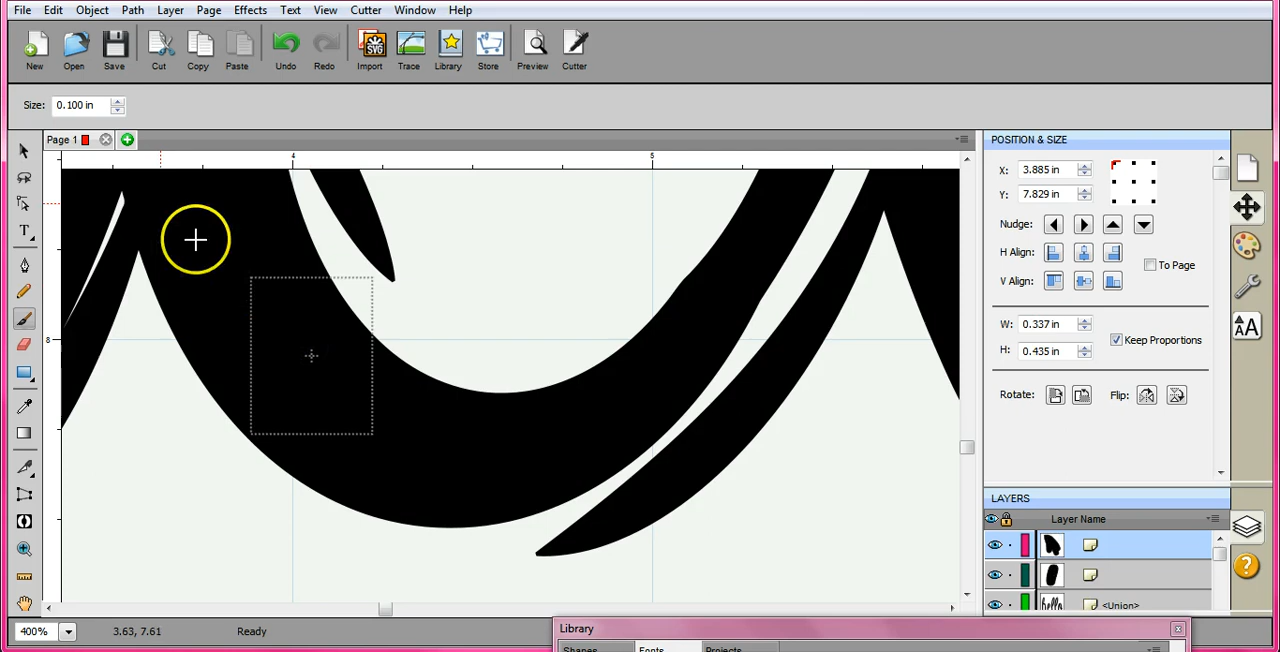 File Edit Object Path Layer Page Effects Text View Cutter Window Help
New Open Save Cut Copy Paste Undo Redo Import Trace Library Store Preview Cutter
SVG
Size: 0.100 in
Page 1
POSITION & SIZE
4 5
X: 3.885 in
Y: 7.829 in
Nudge:
H Align:
To Page
V Align:
8
W: 0.337 in
Keep Proportions
H: 0.435 in
Rotate: Flip:
LAYERS
Layer Name
hello <Union>
400% 3.63, 7.61 Ready
Library
Shapes Fonts Projects